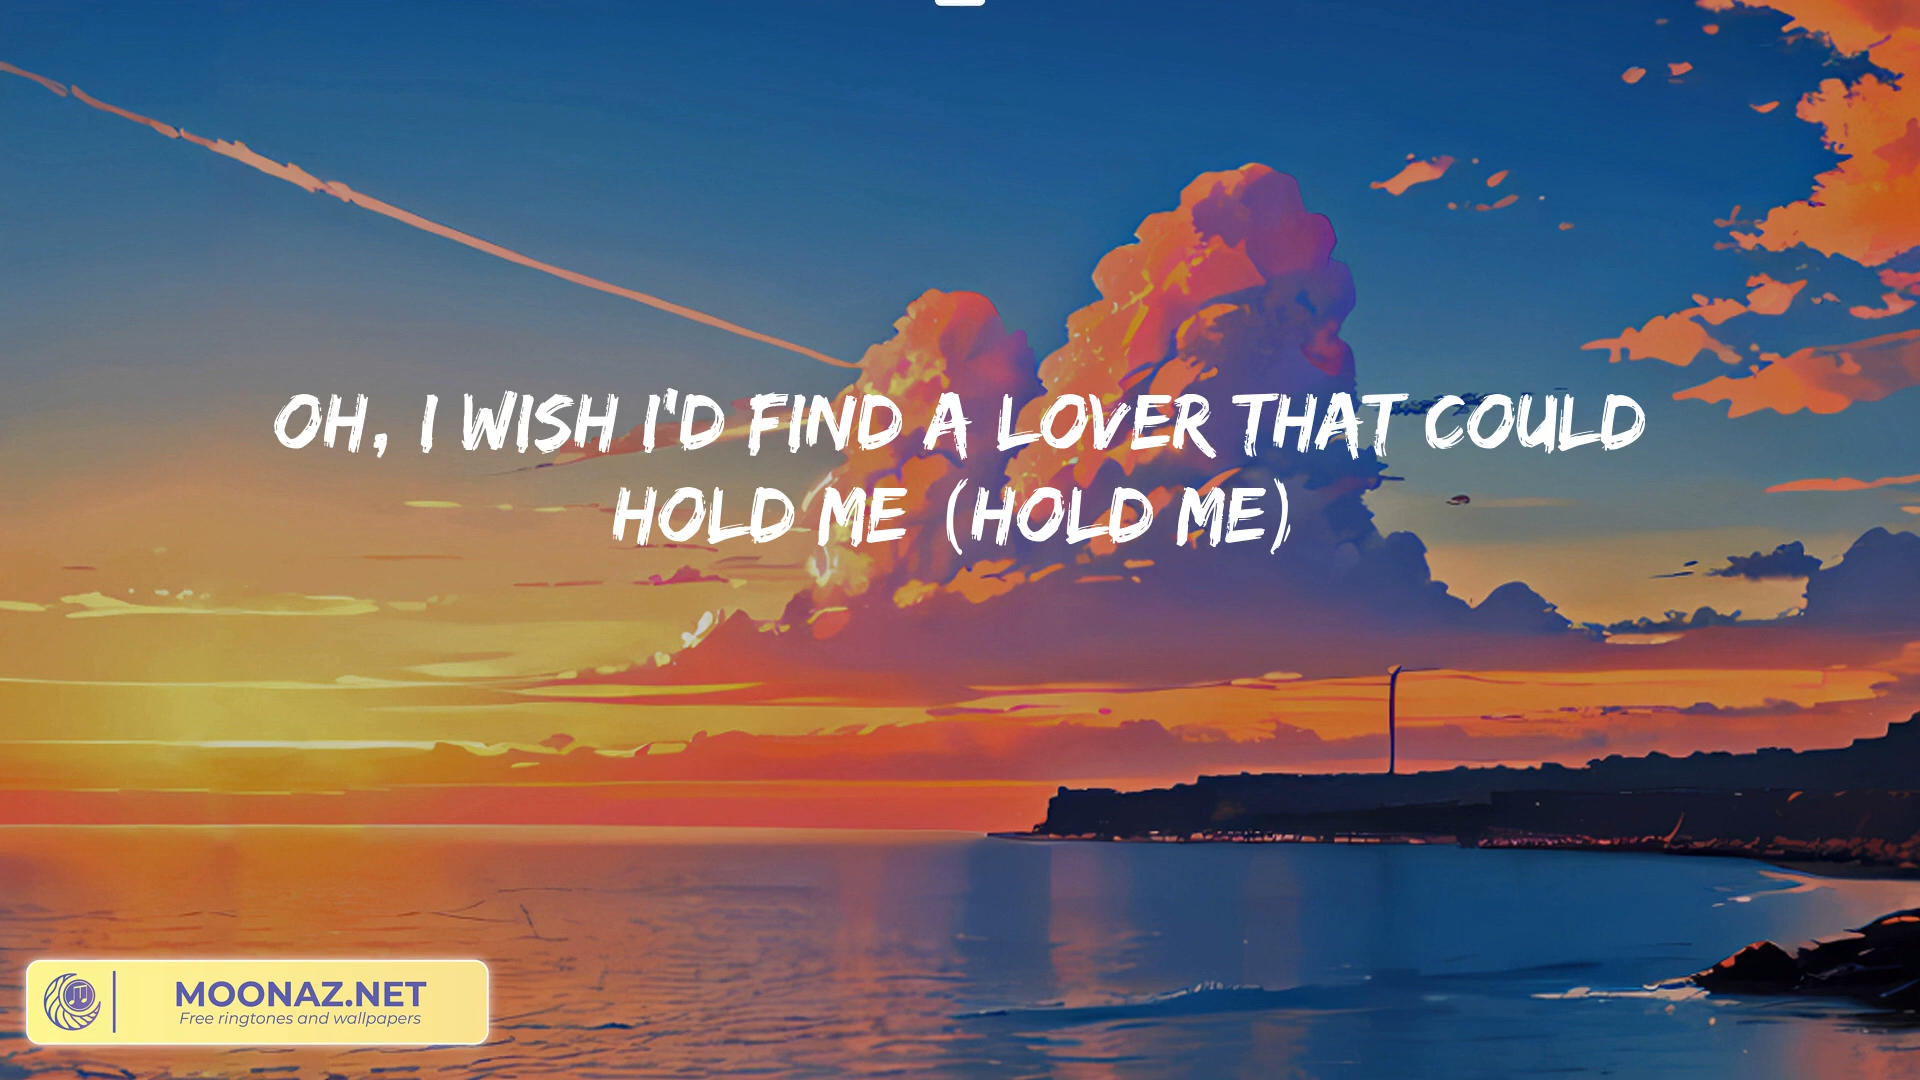 OH, I WISH I'D FIND A LOVER THAT COULD
HOLD ME (HOLD ME)
MOONAZ.NET
Free ringtones and wallpapers